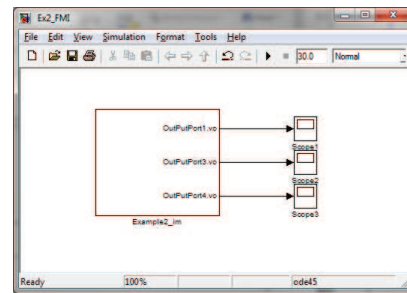 Ex2_FMI
File Edit View Simulation Format Tools Help
30.0 Normal
OutPutPort1.vo
Scope1
OutPutPort3.vo
Scope2
OutPutPort4.vo
Scope3
Example2_im
Ready 100% ode45